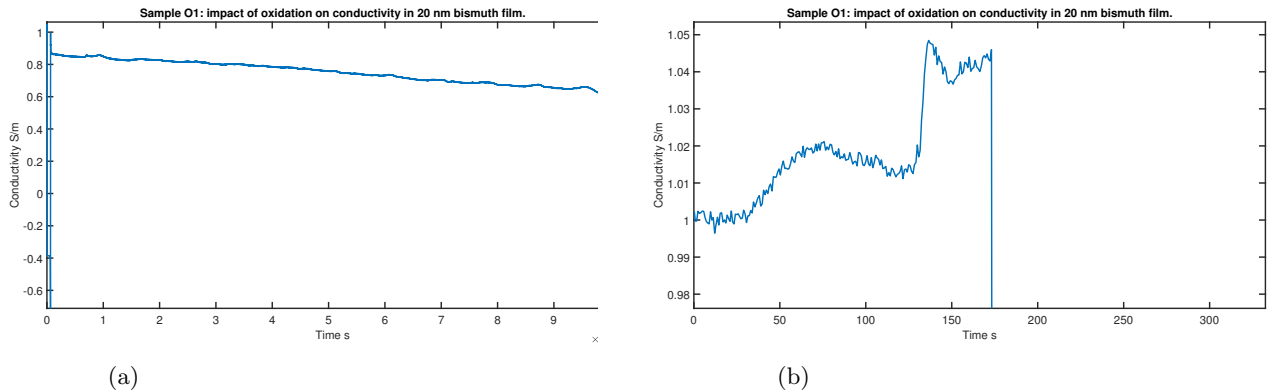 Sample O1: impact of oxidation on conductivity in 20 nm bismuth film.
Conductivity S/m
1
0.8
0.6
0.4
0.2
0
-0.2
-0.4
-0.6
0 1 2 3 4 5 6 7 8 9
Time s
×
(a)
Sample O1: impact of oxidation on conductivity in 20 nm bismuth film.
Conductivity S/m
1.05
1.04
1.03
1.02
1.01
1
0.99
0.98
0 50 100 150 200 250 300
Time s
(b)